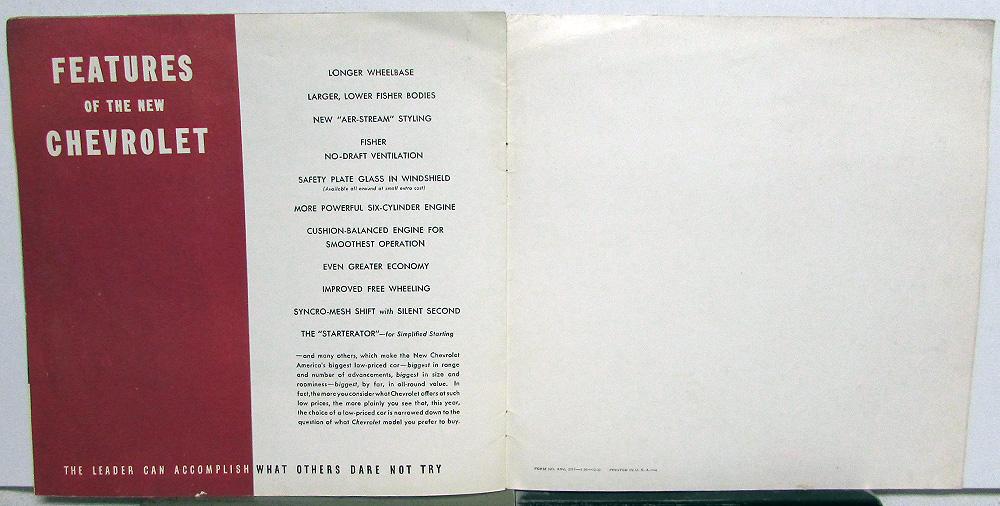 FEATURES
OF THE NEW
CHEVROLET
LONGER WHEELBASE
LARGER, LOWER FISHER BODIES
NEW "AER-STREAM" STYLING
FISHER
NO-DRAFT VENTILATION
SAFETY PLATE GLASS IN WINDSHIELD
(Available all around at small extra cost)
MORE POWERFUL SIX-CYLINDER ENGINE
CUSHION-BALANCED ENGINE FOR
SMOOTHEST OPERATION
EVEN GREATER ECONOMY
IMPROVED FREE WHEELING
SYNCRO-MESH SHIFT with SILENT SECOND
THE "STARTERATOR"—for Simplified Starting
—and many others, which make the New Chevrolet
America's biggest low-priced car—biggest in range
and number of advancements, biggest in size and
roominess—biggest, by far, in all-round value. In
fact, the more you consider what Chevrolet offers at such
low prices, the more plainly you see that, this year,
the choice of a low-priced car is narrowed down to the
question of what Chevrolet model you prefer to buy.
THE LEADER CAN ACCOMPLISH WHAT OTHERS DARE NOT TRY
FORM NO. PRINTED IN U. S. A.